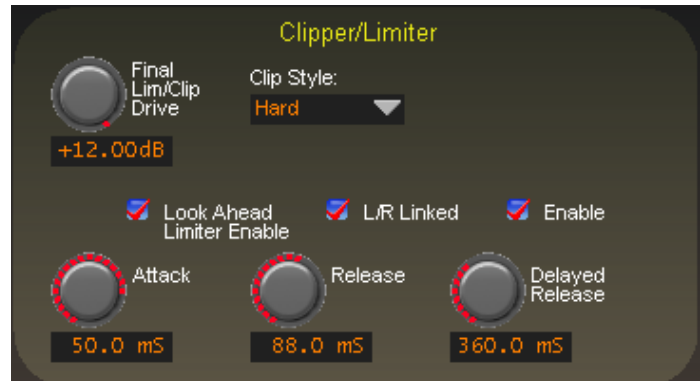 Clipper/Limiter
Final
Lim/Clip
Drive
+12.00dB
Clip Style:
Hard
Look Ahead
Limiter Enable
L/R Linked
Enable
Attack
50.0 mS
Release
88.0 mS
Delayed
Release
360.0 mS